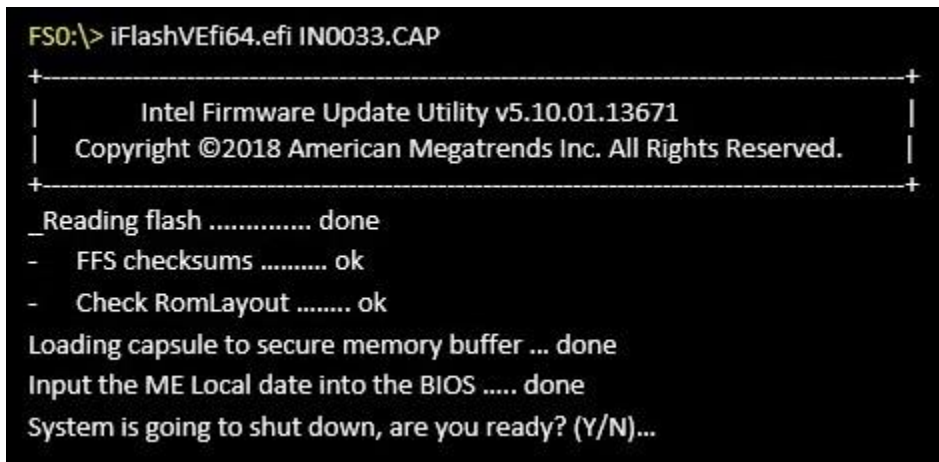 FS0:\> iFlashVEfi64.efi IN0033.CAP
+---------------------------------------------------------------------------------------+
| Intel Firmware Update Utility v5.10.01.13671 |
| Copyright ©2018 American Megatrends Inc. All Rights Reserved. |
+---------------------------------------------------------------------------------------+
_Reading flash .............. done
- FFS checksums .......... ok
- Check RomLayout ........ ok
Loading capsule to secure memory buffer ... done
Input the ME Local date into the BIOS ..... done
System is going to shut down, are you ready? (Y/N)...